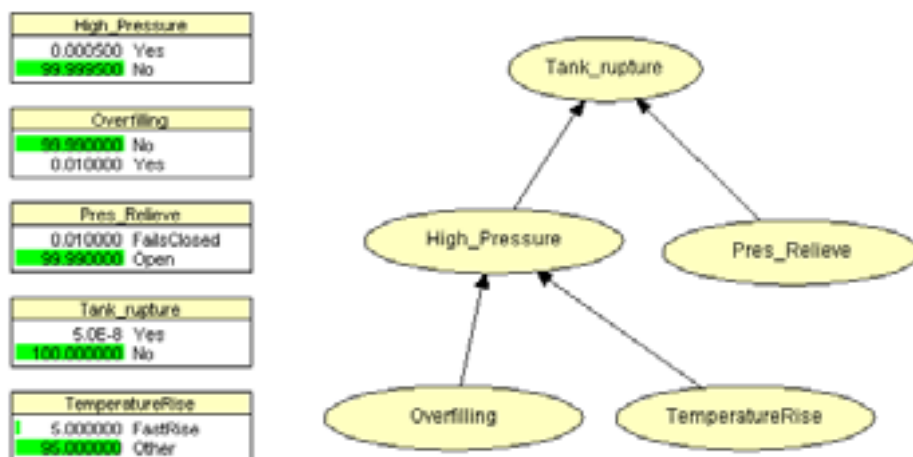 High_Pressure
0.000500 Yes
99.999500 No
Overfilling
99.990000 No
0.010000 Yes
Pres_Relieve
0.010000 FailsClosed
99.990000 Open
Tank_rupture
5.0E-8 Yes
100.000000 No
TemperatureRise
5.000000 FastRise
95.000000 Other
Tank_rupture
High_Pressure
Pres_Relieve
Overfilling
TemperatureRise